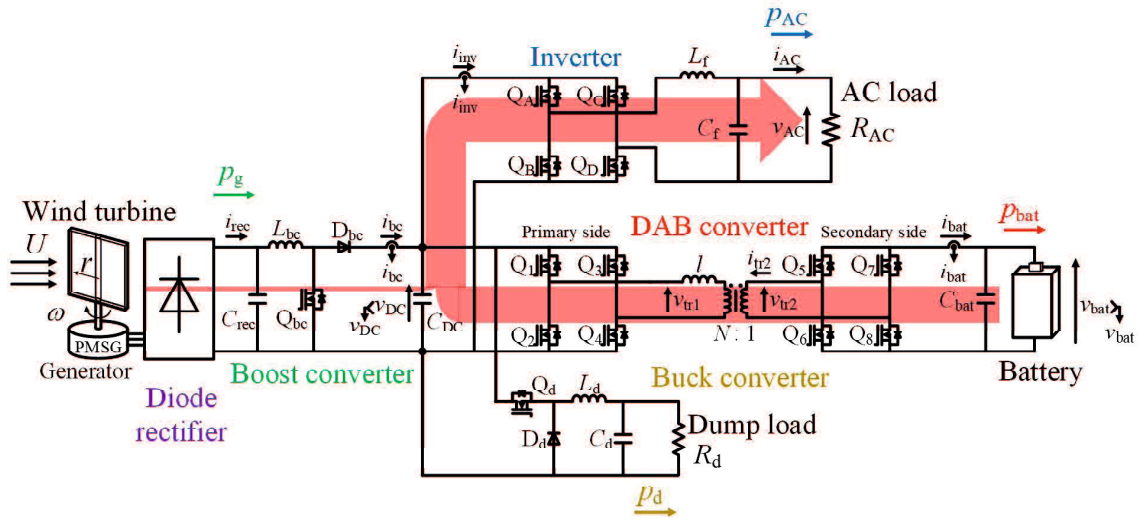 p_AC
i_inv
Inverter
L_f
i_AC
i_inv
Q_A
Q_C
AC load
C_f
v_AC
R_AC
p_g
Q_B
Q_D
Wind turbine
i_rec
L_bc
D_bc
i_bc
Primary side
DAB converter
Secondary side
i_bat
p_bat
U
r
i_bc
Q_1
Q_3
l
i_tr2
Q_5
Q_7
i_bat
ω
C_rec
Q_bc
v_DC
v_DC
C_DC
v_tr1
v_tr2
C_bat
v_bat
v_bat
PMSG
Q_2
Q_4
N : 1
Q_6
Q_8
Generator
Boost converter
Buck converter
Battery
Diode
rectifier
Q_d
L_d
Dump load
D_d
C_d
R_d
p_d